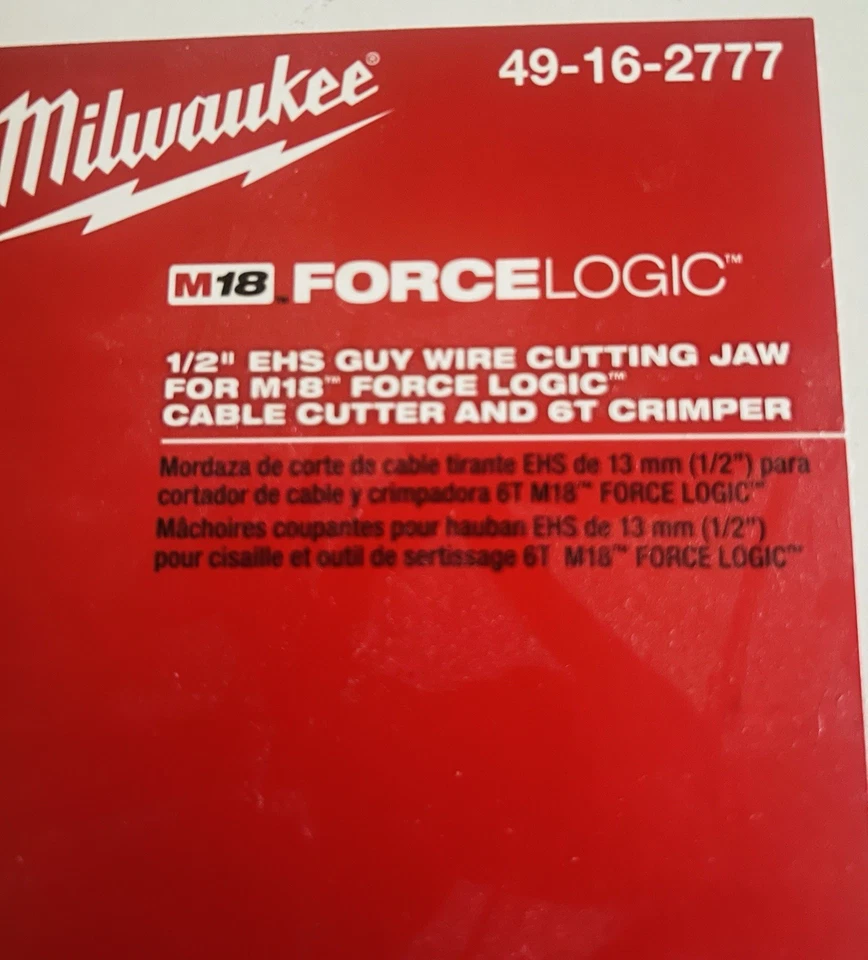 Milwaukee®
49-16-2777
M18™ FORCELOGIC™
1/2" EHS GUY WIRE CUTTING JAW
FOR M18™ FORCE LOGIC™
CABLE CUTTER AND 6T CRIMPER
Mordaza de corte de cable tirante EHS de 13 mm (1/2") para
cortador de cable y crimpadora 6T M18™ FORCE LOGIC™
Mâchoires coupantes pour hauban EHS de 13 mm (1/2")
pour cisaille et outil de sertissage 6T M18™ FORCE LOGIC™